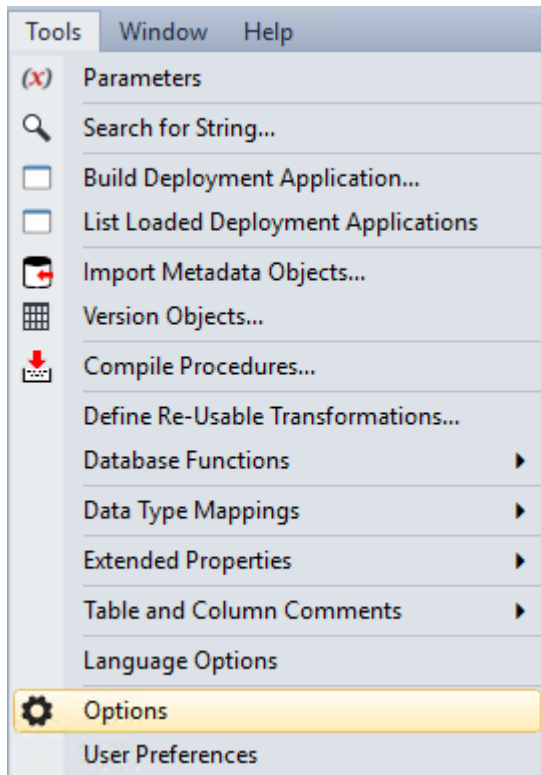 Tools Window Help
(x) Parameters
Search for String...
Build Deployment Application...
List Loaded Deployment Applications
Import Metadata Objects...
Version Objects...
Compile Procedures...
Define Re-Usable Transformations...
Database Functions
Data Type Mappings
Extended Properties
Table and Column Comments
Language Options
Options
User Preferences